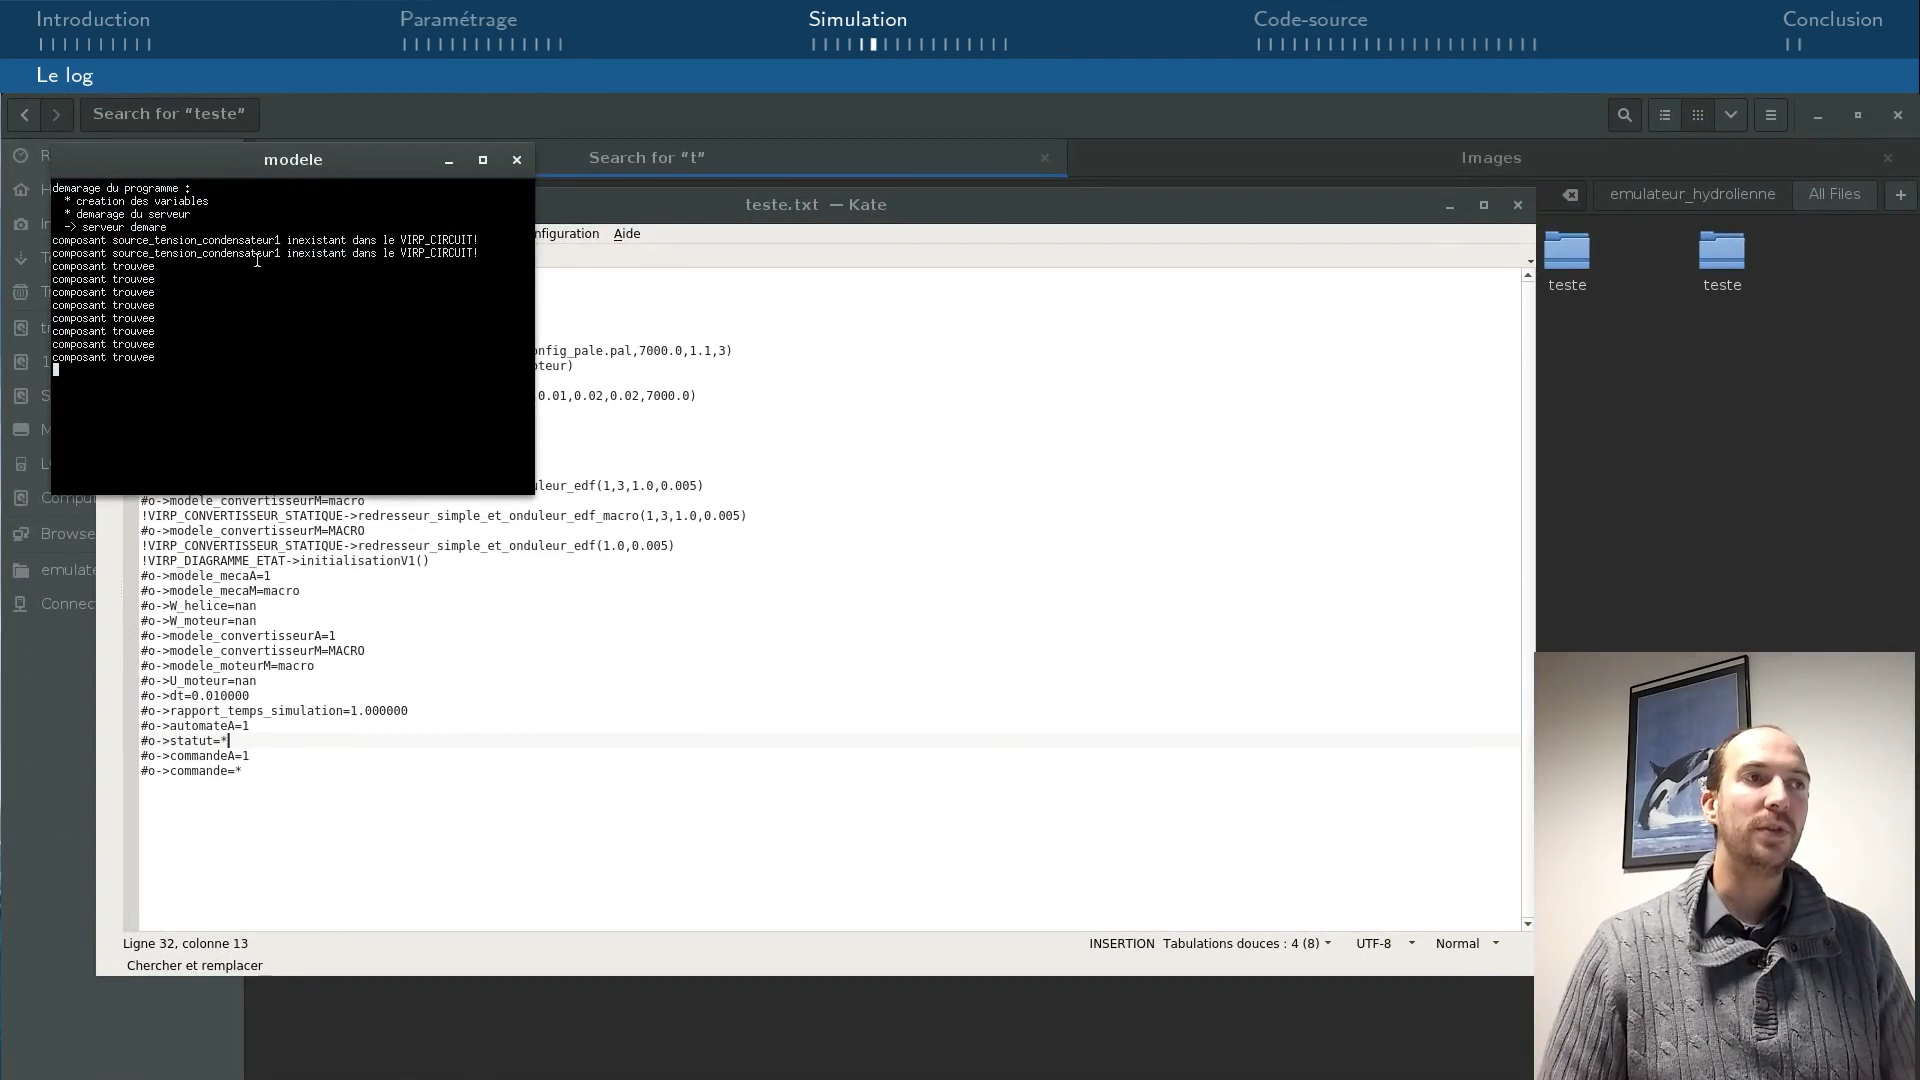 Introduction
Paramétrage
Simulation
Code-source
Conclusion
Le log
Search for “teste”
Search for “t”
Images
emulateur_hydrolienne
All Files
modele
demarage du programme :
* creation des variables
* demarage du serveur
-> serveur demare
composant source_tension_condensateur1 inexistant dans le VIRP_CIRCUIT!
composant source_tension_condensateur1 inexistant dans le VIRP_CIRCUIT!
composant trouvee
composant trouvee
composant trouvee
composant trouvee
composant trouvee
composant trouvee
composant trouvee
composant trouvee
teste.txt — Kate
nfiguration Aide
onfig_pale.pal,7000.0,1.1,3)
oteur)
0.01,0.02,0.02,7000.0)
uleur_edf(1,3,1.0,0.005)
#o->modele_convertisseurM=macro
!VIRP_CONVERTISSEUR_STATIQUE->redresseur_simple_et_onduleur_edf_macro(1,3,1.0,0.005)
#o->modele_convertisseurM=MACRO
!VIRP_CONVERTISSEUR_STATIQUE->redresseur_simple_et_onduleur_edf(1.0,0.005)
!VIRP_DIAGRAMME_ETAT->initialisationV1()
#o->modele_mecaA=1
#o->modele_mecaM=macro
#o->W_helice=nan
#o->W_moteur=nan
#o->modele_convertisseurA=1
#o->modele_convertisseurM=MACRO
#o->modele_moteurM=macro
#o->U_moteur=nan
#o->dt=0.010000
#o->rapport_temps_simulation=1.000000
#o->automateA=1
#o->statut=*
#o->commandeA=1
#o->commande=*
Ligne 32, colonne 13
INSERTION Tabulations douces : 4 (8) UTF-8 Normal
Chercher et remplacer
Comput
Browse
emulate
Connec
teste
teste